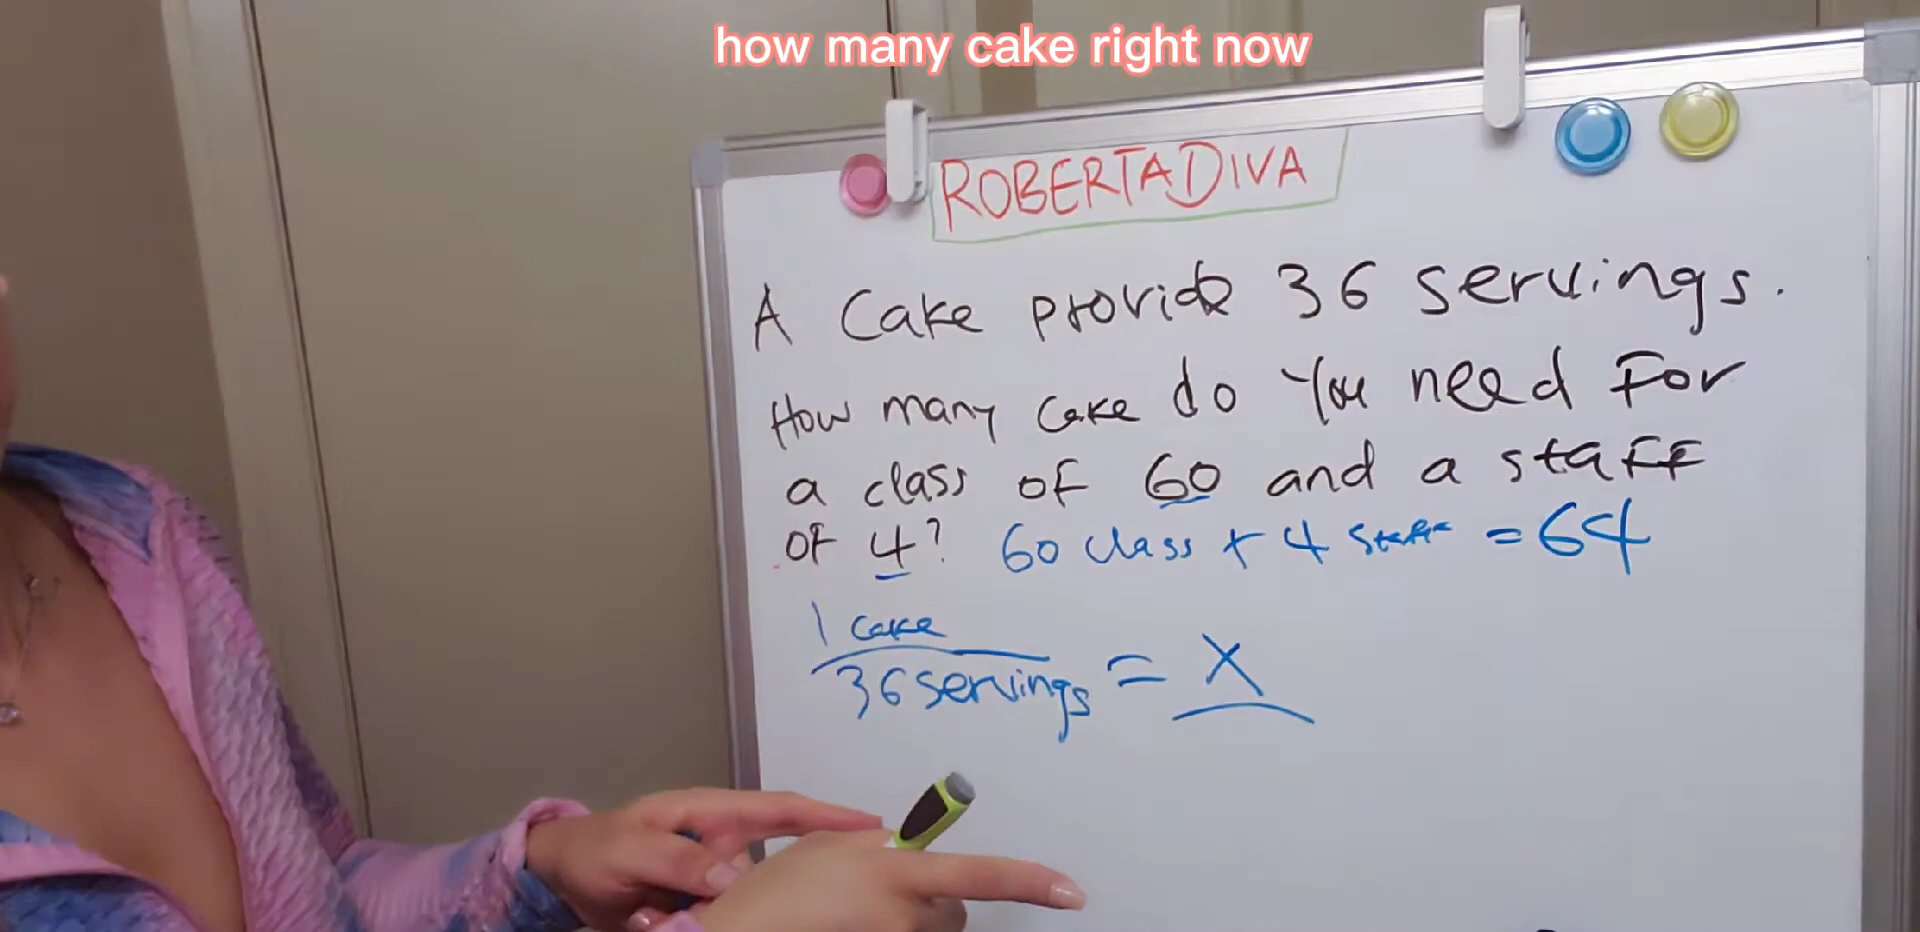 how many cake right now
ROBERTADIVA
A Cake provide 36 servings.
How many cake do You need For
a class of 60 and a staff
of 4? 60 class + 4 staff = 64
1 cake
36 servings = X